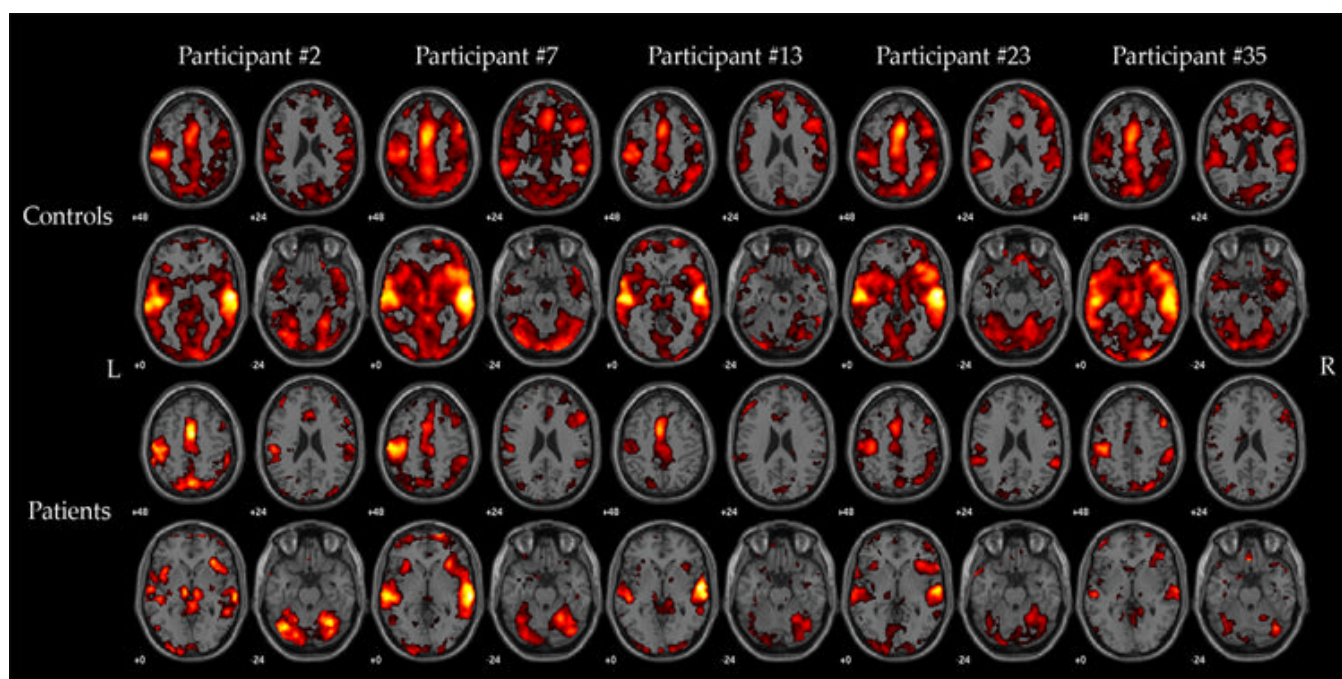 Participant #2 Participant #7 Participant #13 Participant #23 Participant #35
Controls
+48 +24 +48 +24 +48 +24 +48 +24 +48 +24
L R
+0 -24 +0 -24 +0 -24 +0 -24 +0 -24
Patients
+48 +24 +48 +24 +48 +24 +48 +24 +48 +24
+0 -24 +0 -24 +0 -24 +0 -24 +0 -24